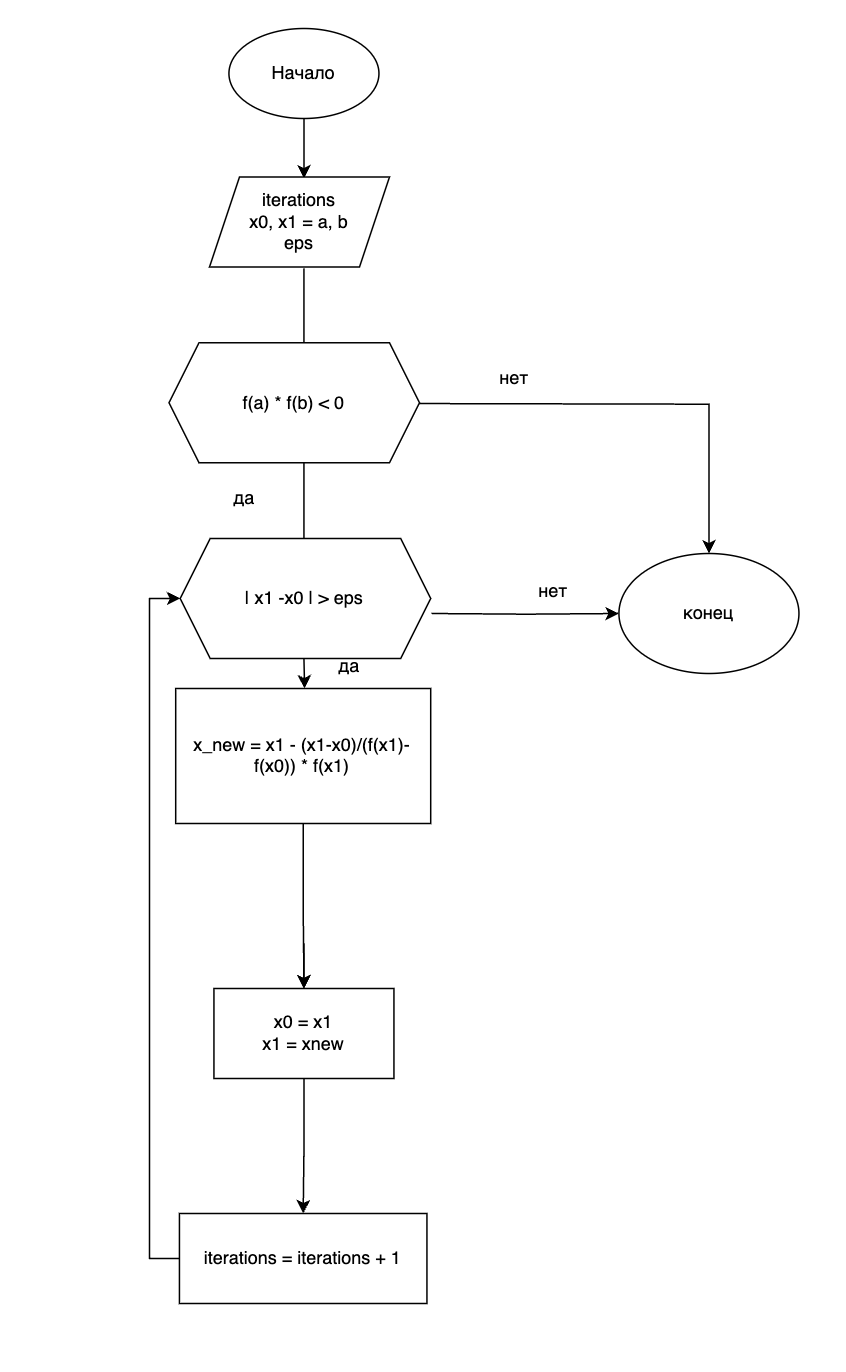 Начало
iterations
x0, x1 = a, b
eps
f(a) * f(b) < 0
нет
да
| x1 -x0 | > eps
нет
конец
да
x_new = x1 - (x1-x0)/(f(x1)-
f(x0)) * f(x1)
x0 = x1
x1 = xnew
iterations = iterations + 1